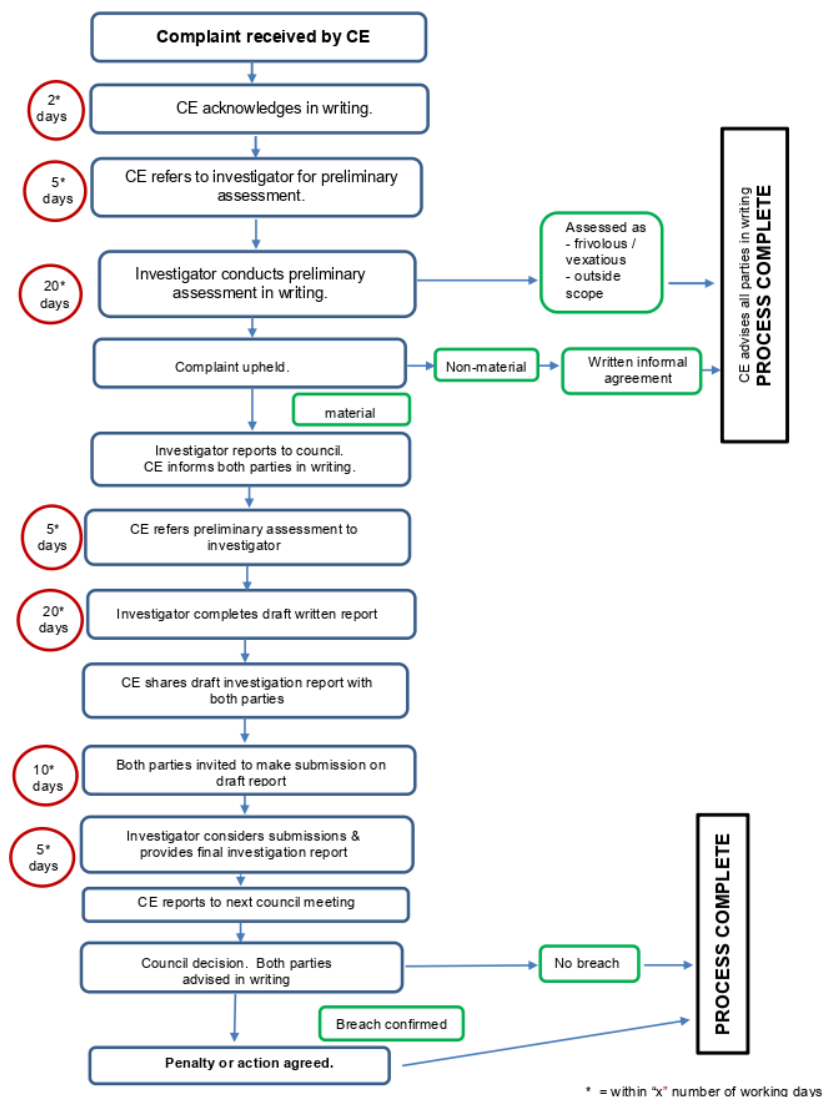 Complaint received by CE
2*
days
CE acknowledges in writing.
5*
days
CE refers to investigator for preliminary
assessment.
20*
days
Investigator conducts preliminary
assessment in writing.
Assessed as
- frivolous /
vexatious
- outside
scope
CE advises all parties in writing
PROCESS COMPLETE
Complaint upheld.
Non-material
Written informal
agreement
material
Investigator reports to council.
CE informs both parties in writing.
5*
days
CE refers preliminary assessment to
investigator
20*
days
Investigator completes draft written report
CE shares draft investigation report with
both parties
10*
days
Both parties invited to make submission on
draft report
5*
days
Investigator considers submissions &
provides final investigation report
CE reports to next council meeting
Council decision. Both parties
advised in writing
No breach
PROCESS COMPLETE
Breach confirmed
Penalty or action agreed.
* = within “x” number of working days